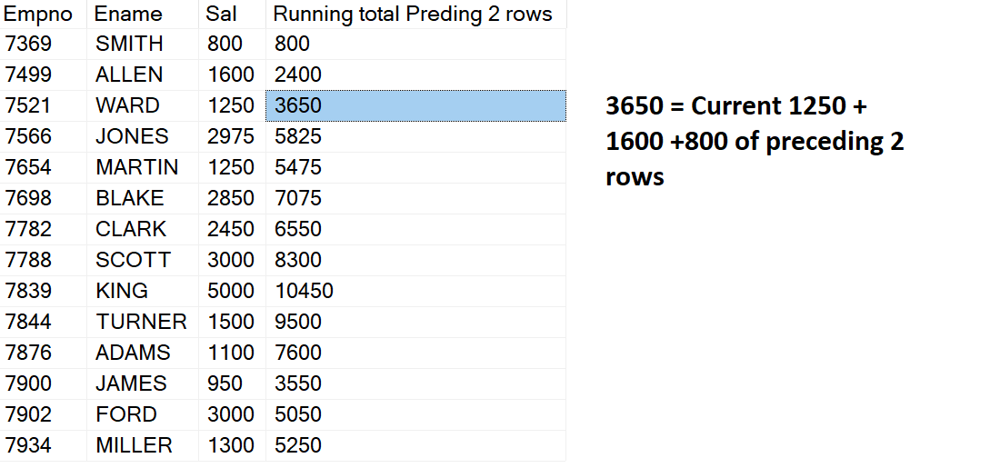 Empno Ename Sal Running total Preding 2 rows
7369 SMITH 800 800
7499 ALLEN 1600 2400
7521 WARD 1250 3650
7566 JONES 2975 5825
7654 MARTIN 1250 5475
7698 BLAKE 2850 7075
7782 CLARK 2450 6550
7788 SCOTT 3000 8300
7839 KING 5000 10450
7844 TURNER 1500 9500
7876 ADAMS 1100 7600
7900 JAMES 950 3550
7902 FORD 3000 5050
7934 MILLER 1300 5250
3650 = Current 1250 +
1600 +800 of preceding 2
rows